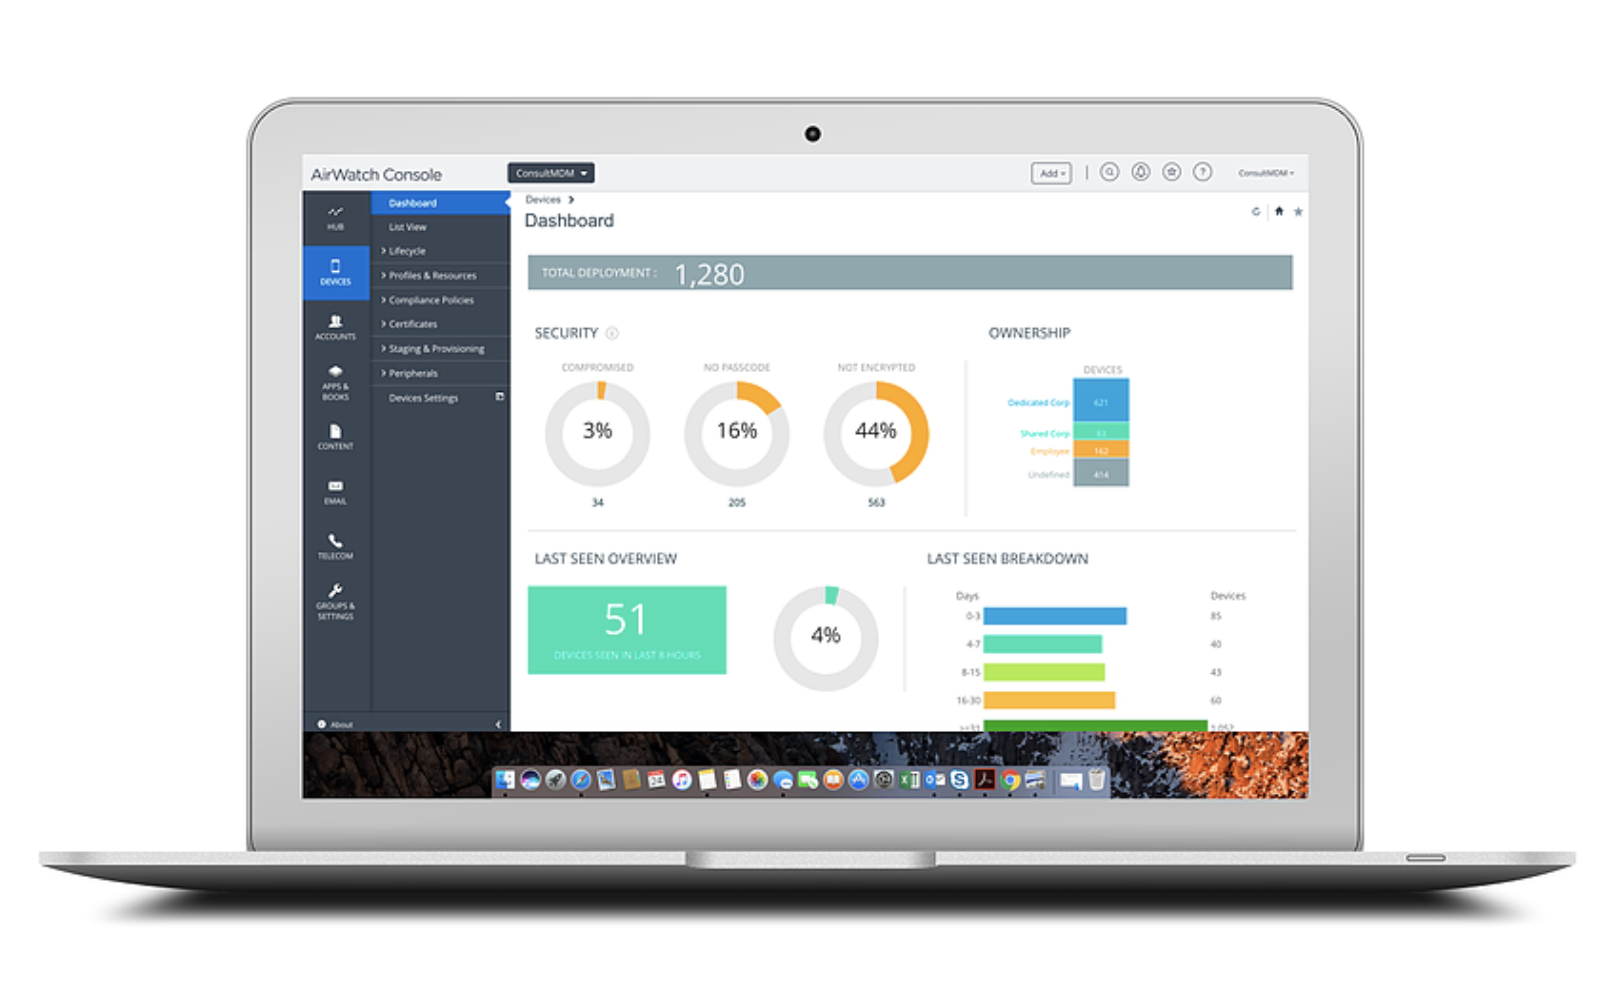 AirWatch Console
ConsultMDM
Add
?
ConsultMDM
HUB
DEVICES
ACCOUNTS
APPS &
BOOKS
CONTENT
EMAIL
TELECOM
GROUPS &
SETTINGS
About
Dashboard
List View
Lifecycle
Profiles & Resources
Compliance Policies
Certificates
Staging & Provisioning
Peripherals
Devices Settings
Devices
Dashboard
TOTAL DEPLOYMENT : 1,280
SECURITY
COMPROMISED
3%
34
NO PASSCODE
16%
205
NOT ENCRYPTED
44%
563
OWNERSHIP
DEVICES
Dedicated Corp 621
Shared Corp 83
Employee 162
Undefined 414
LAST SEEN OVERVIEW
51
DEVICES SEEN IN LAST 8 HOURS
4%
LAST SEEN BREAKDOWN
Days Devices
0-3 85
4-7 40
8-15 43
16-30 60
>=31 1,052
24